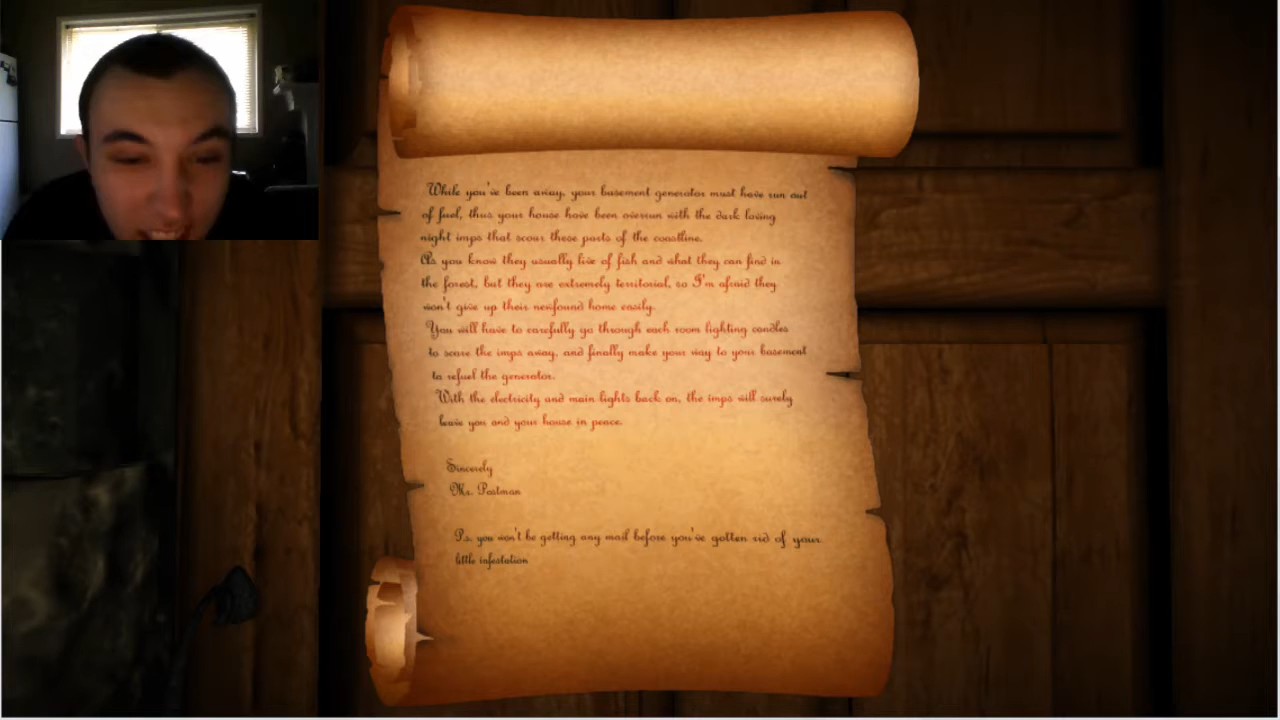 While you've been away, your basement generator must have run out
of fuel, thus your house have been overrun with the dark loving
night imps that scour these parts of the coastline.
As you know they usually live of fish and what they can find in
the forest, but they are extremely territorial, so I'm afraid they
won't give up their newfound home easily.
You will have to carefully go through each room lighting candles
to scare the imps away, and finally make your way to your basement
to refuel the generator.
With the electricity and main lights back on, the imps will surely
leave you and your house in peace.
Sincerely
Mr. Postman
P.s. you won't be getting any mail before you've gotten rid of your
little infestation